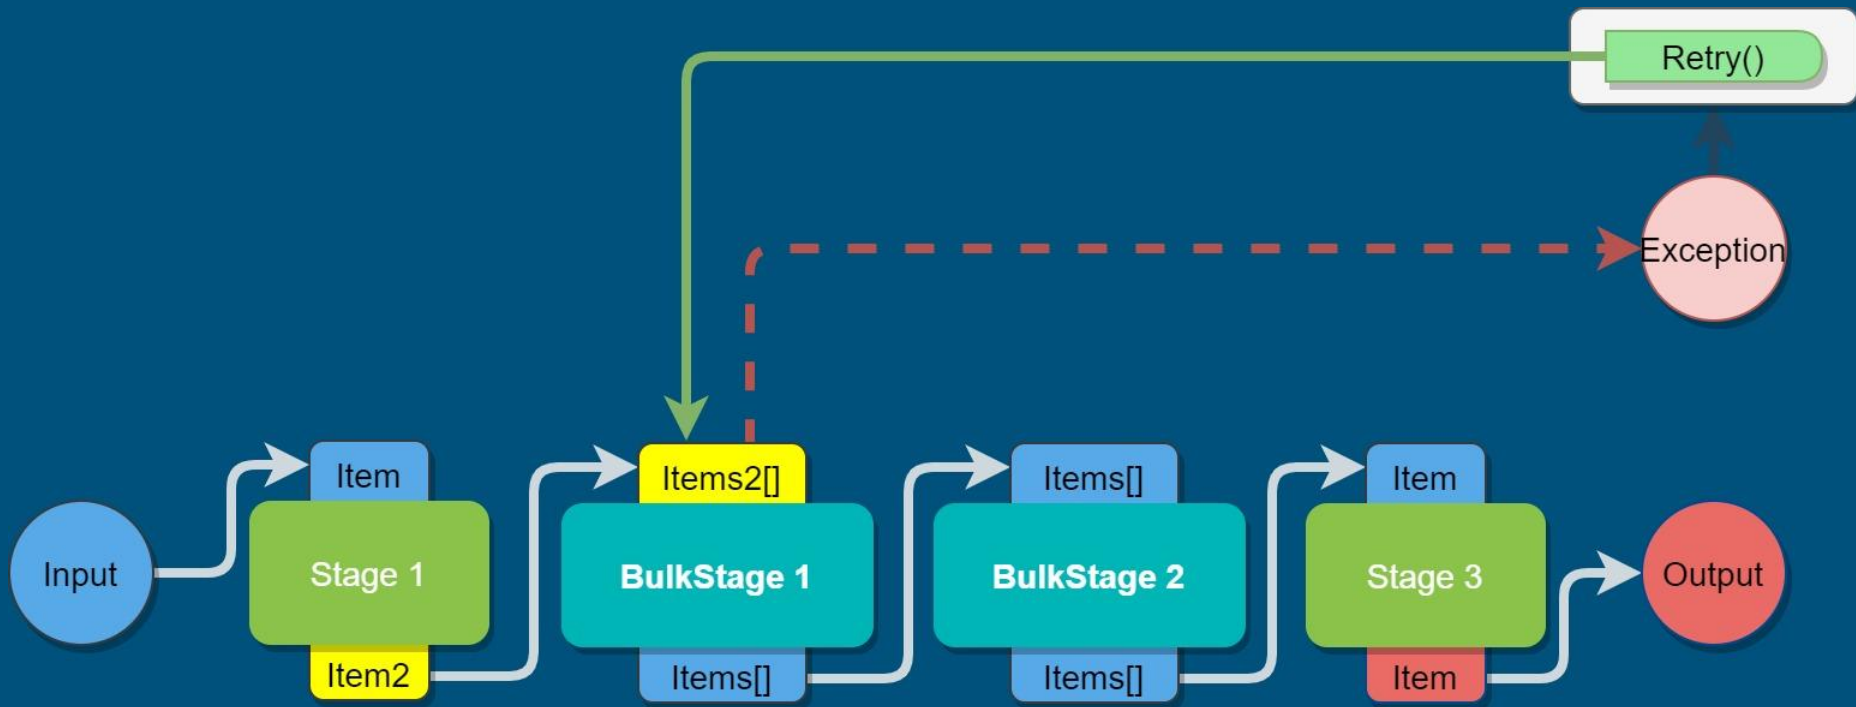 Retry()
Exception
Item
Items2[]
Items[]
Item
Input
Stage 1
BulkStage 1
BulkStage 2
Stage 3
Output
Item2
Items[]
Items[]
Item